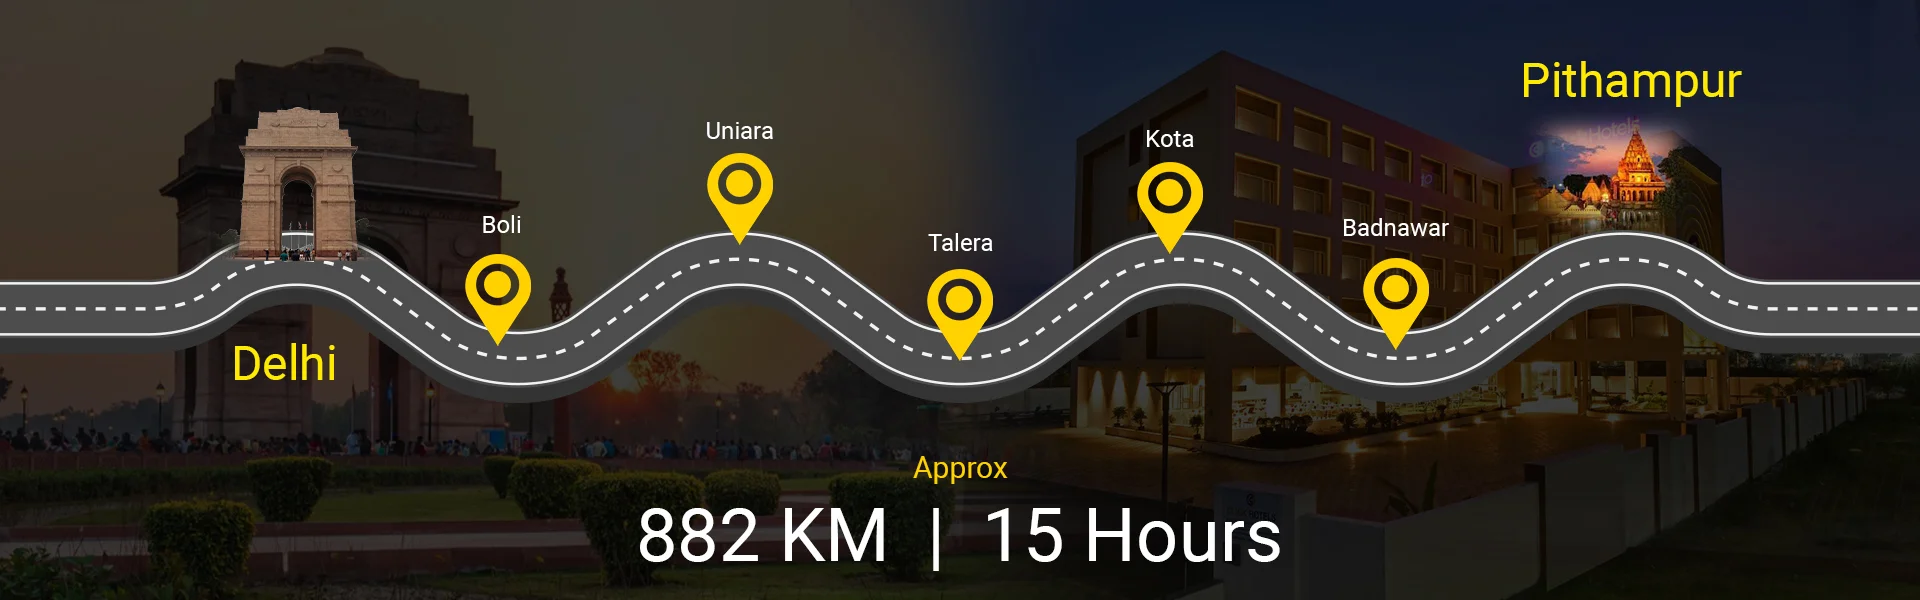 Pithampur
Uniara
Kota
Boli
Badnawar
Talera
Delhi
Approx
882 KM | 15 Hours